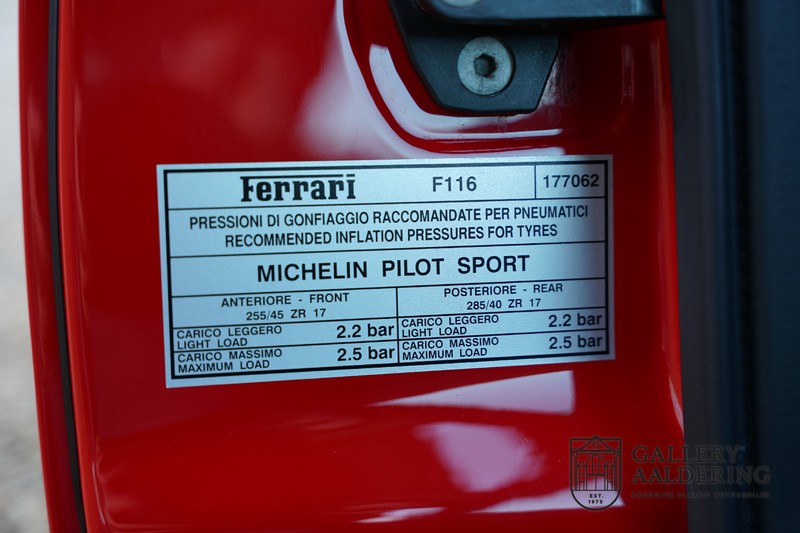 Ferrari F116 177062
PRESSIONI DI GONFIAGGIO RACCOMANDATE PER PNEUMATICI
RECOMMENDED INFLATION PRESSURES FOR TYRES
MICHELIN PILOT SPORT
ANTERIORE - FRONT
255/45 ZR 17
POSTERIORE - REAR
285/40 ZR 17
CARICO LEGGERO
LIGHT LOAD
2.2 bar
CARICO LEGGERO
LIGHT LOAD
2.2 bar
CARICO MASSIMO
MAXIMUM LOAD
2.5 bar
CARICO MASSIMO
MAXIMUM LOAD
2.5 bar
GALLERY
AALDERING
EST.
1975